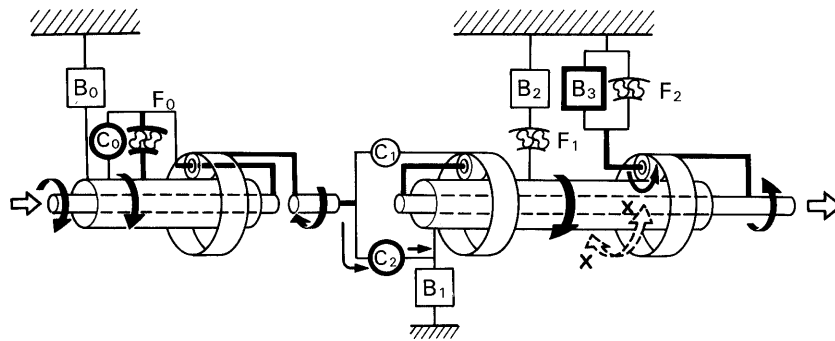 B₀
F₀
C₀
C₁
C₂
B₁
B₂
F₁
B₃
F₂
X
X